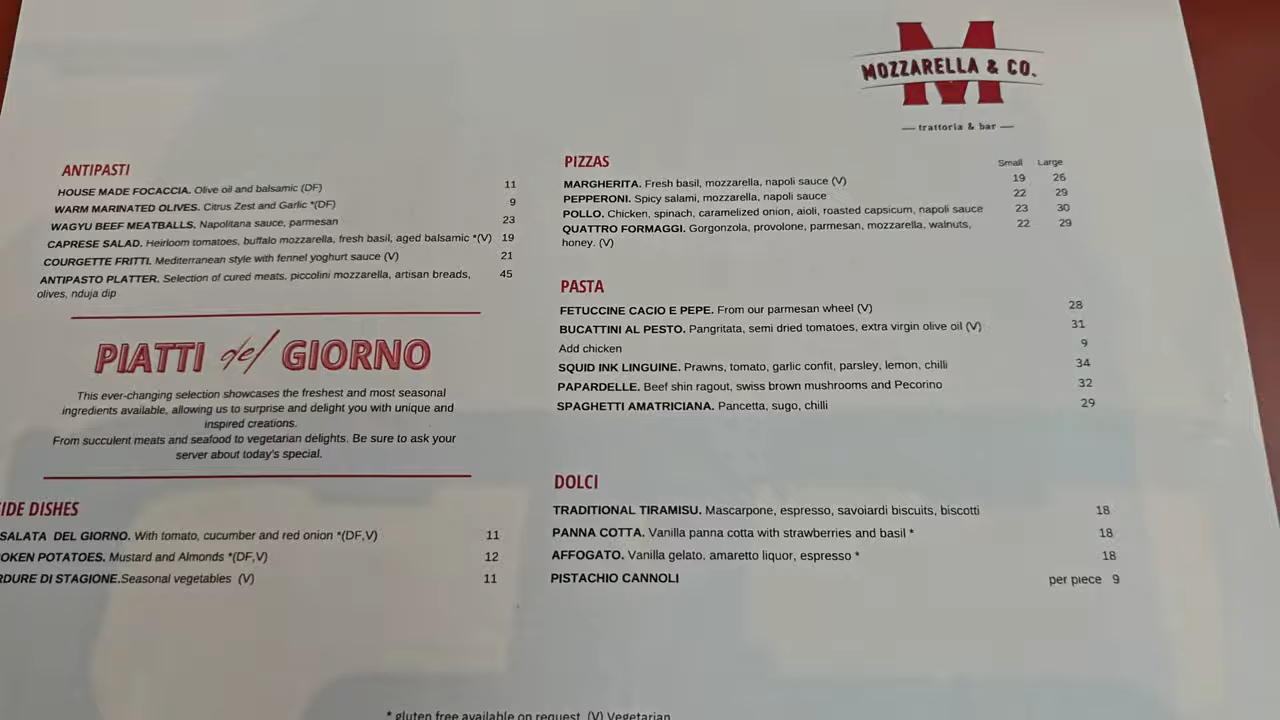 MOZZARELLA & CO.
M
trattoria & bar
ANTIPASTI
HOUSE MADE FOCACCIA. Olive oil and balsamic (DF) 11
WARM MARINATED OLIVES. Citrus Zest and Garlic *(DF) 9
WAGYU BEEF MEATBALLS. Napolitana sauce, parmesan 23
CAPRESE SALAD. Heirloom tomatoes, buffalo mozzarella, fresh basil, aged balsamic *(V) 19
COURGETTE FRITTI. Mediterranean style with fennel yoghurt sauce (V) 21
ANTIPASTO PLATTER. Selection of cured meats, piccolini mozzarella, artisan breads, 45
olives, nduja dip
PIATTI del GIORNO
This ever-changing selection showcases the freshest and most seasonal
ingredients available, allowing us to surprise and delight you with unique and
inspired creations.
From succulent meats and seafood to vegetarian delights. Be sure to ask your
server about today's special.
IDE DISHES
SALATA DEL GIORNO. With tomato, cucumber and red onion *(DF,V) 11
OKEN POTATOES. Mustard and Almonds *(DF,V) 12
RDURE DI STAGIONE.Seasonal vegetables (V) 11
PIZZAS Small Large
MARGHERITA. Fresh basil, mozzarella, napoli sauce (V) 19 26
PEPPERONI. Spicy salami, mozzarella, napoli sauce 22 29
POLLO. Chicken, spinach, caramelized onion, aioli, roasted capsicum, napoli sauce 23 30
QUATTRO FORMAGGI. Gorgonzola, provolone, parmesan, mozzarella, walnuts, 22 29
honey. (V)
PASTA
FETUCCINE CACIO E PEPE. From our parmesan wheel (V) 28
BUCATTINI AL PESTO. Pangritata, semi dried tomatoes, extra virgin olive oil (V) 31
Add chicken 9
SQUID INK LINGUINE. Prawns, tomato, garlic confit, parsley, lemon, chilli 34
PAPARDELLE. Beef shin ragout, swiss brown mushrooms and Pecorino 32
SPAGHETTI AMATRICIANA. Pancetta, sugo, chilli 29
DOLCI
TRADITIONAL TIRAMISU. Mascarpone, espresso, savoiardi biscuits, biscotti 18
PANNA COTTA. Vanilla panna cotta with strawberries and basil * 18
AFFOGATO. Vanilla gelato, amaretto liquor, espresso * 18
PISTACHIO CANNOLI per piece 9
* gluten free available on request (V) Vegetarian